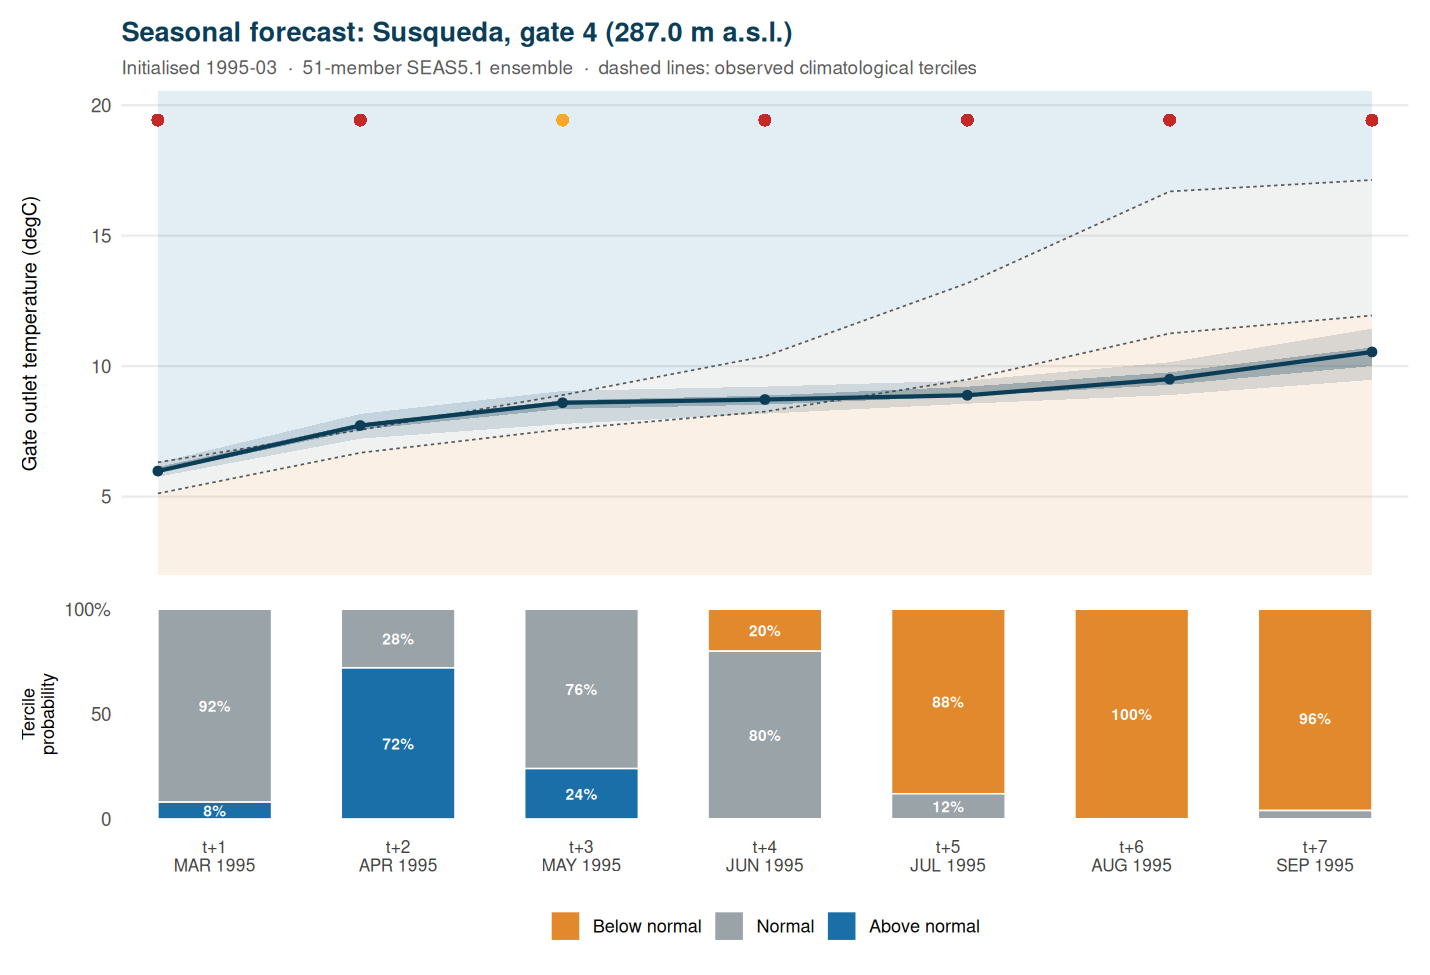 Seasonal forecast: Susqueda, gate 4 (287.0 m a.s.l.)
Initialised 1995-03 · 51-member SEAS5.1 ensemble · dashed lines: observed climatological terciles
Gate outlet temperature (degC)
20
15
10
5
Tercile
probability
100%
50
0
92%
8%
28%
72%
76%
24%
20%
80%
88%
12%
100%
96%
t+1
MAR 1995
t+2
APR 1995
t+3
MAY 1995
t+4
JUN 1995
t+5
JUL 1995
t+6
AUG 1995
t+7
SEP 1995
Below normal
Normal
Above normal